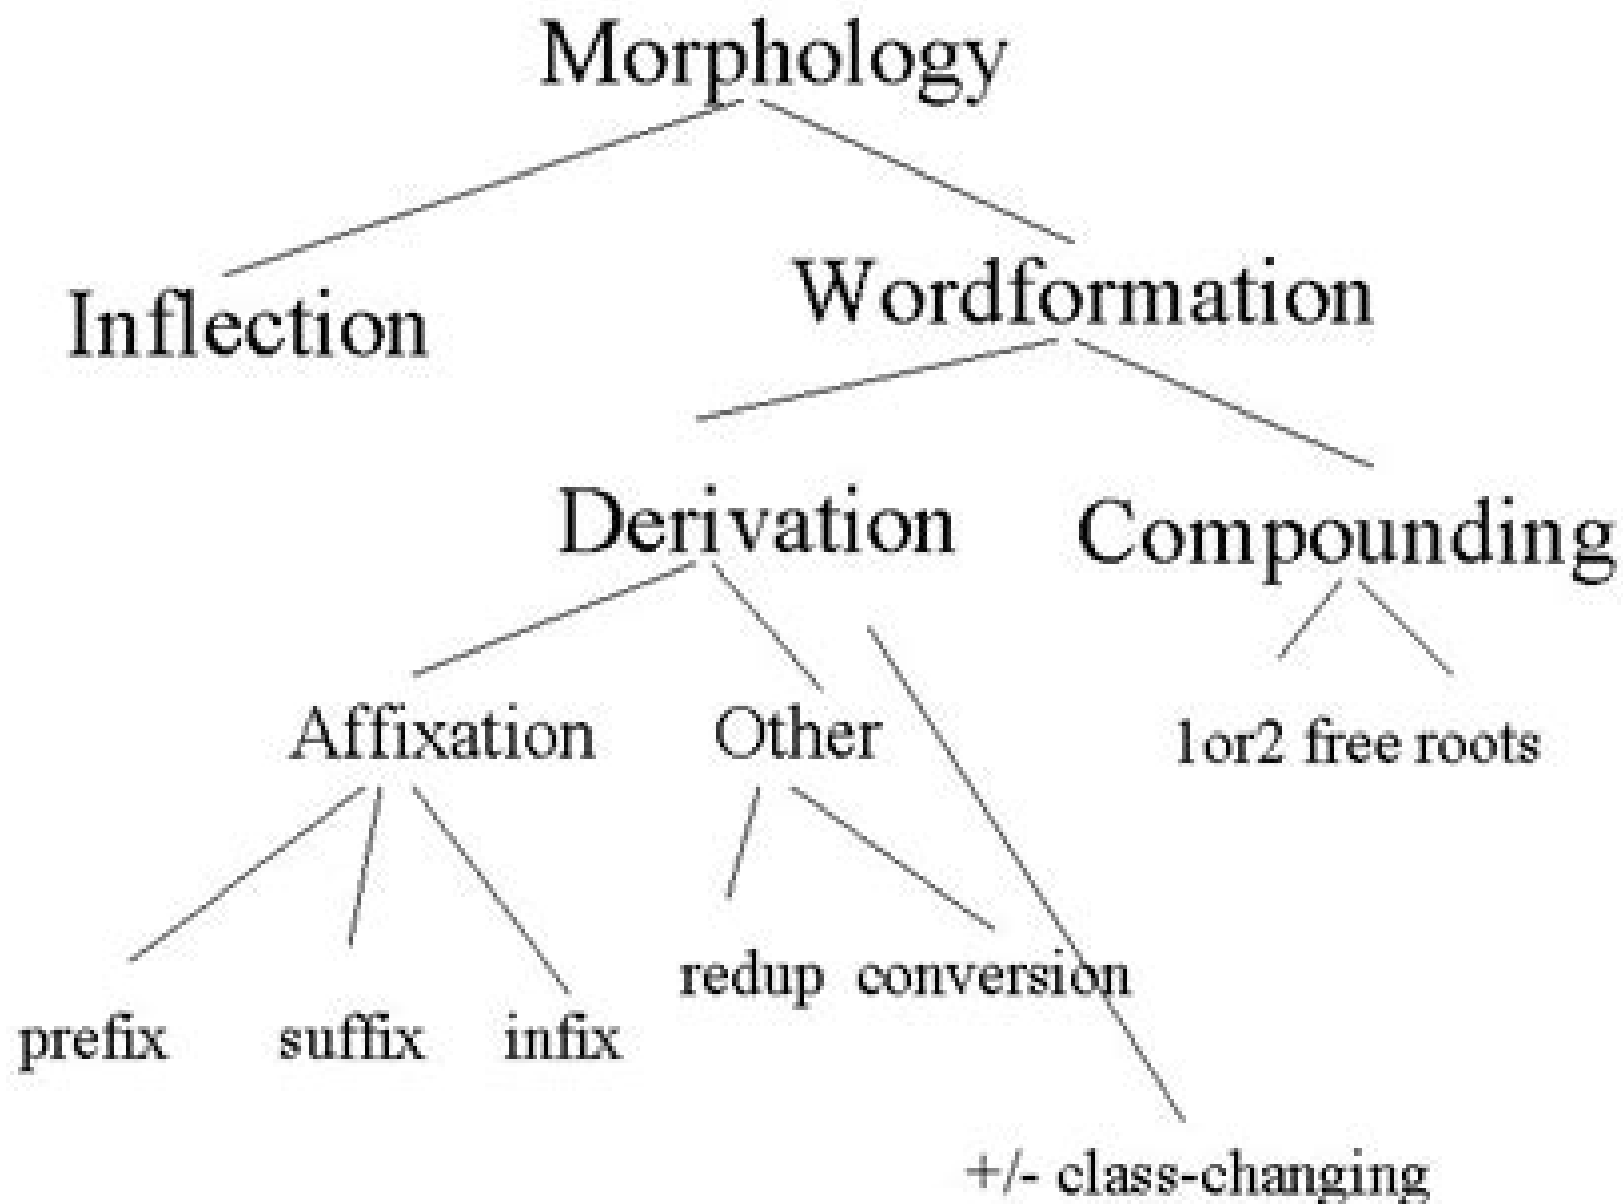 Morphology
Inflection
Wordformation
Derivation
Compounding
Affixation
Other
1or2 free roots
redup
conversion
prefix
suffix
infix
+/- class-changing